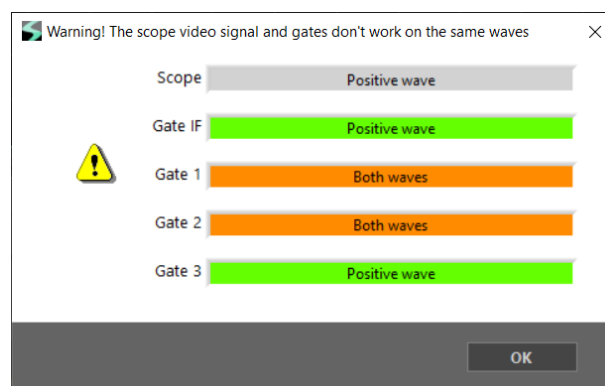 Warning! The scope video signal and gates don't work on the same waves
Scope Positive wave
Gate IF Positive wave
Gate 1 Both waves
Gate 2 Both waves
Gate 3 Positive wave
OK